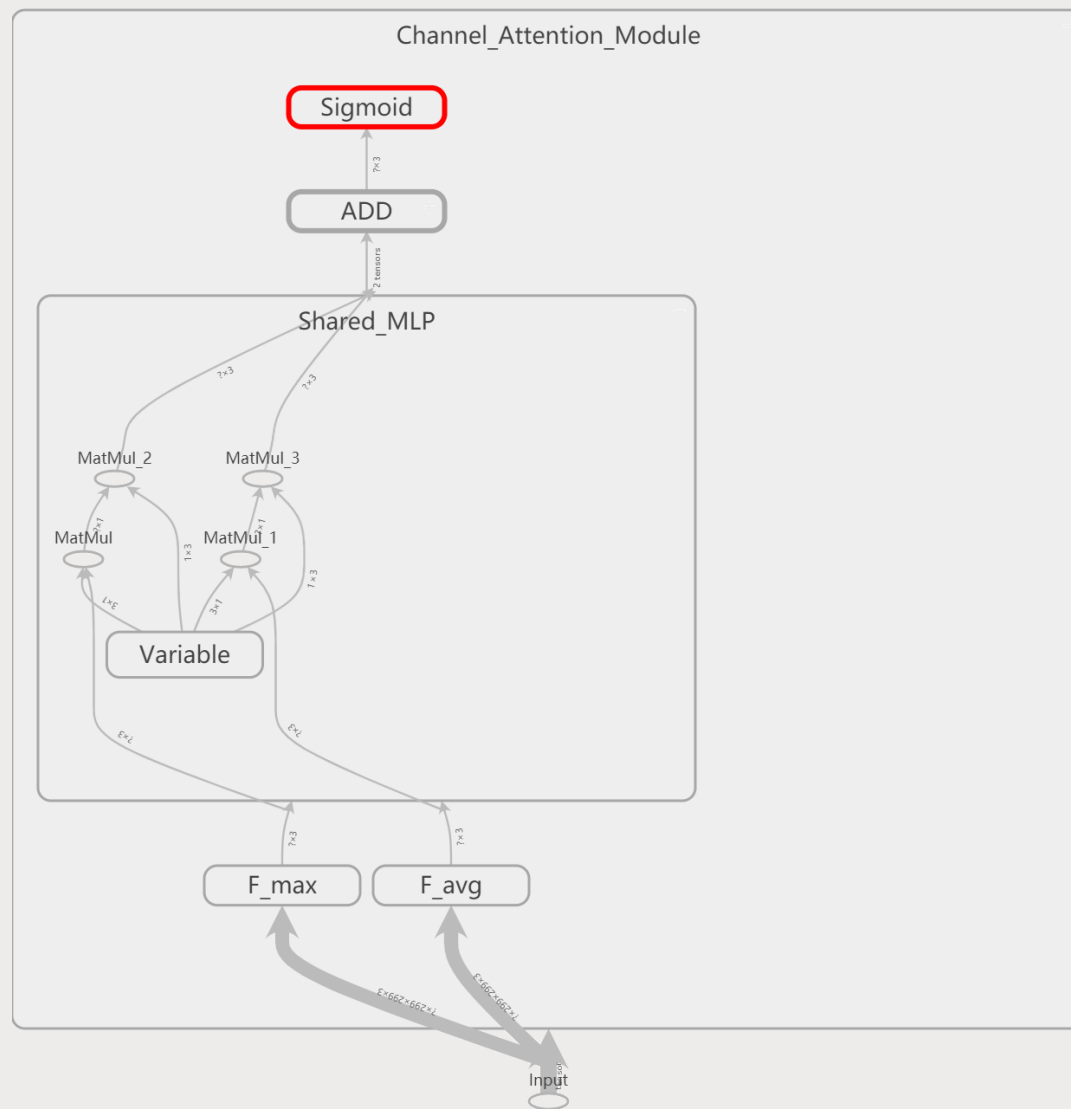 Channel_Attention_Module
Sigmoid
?×3
ADD
2 tensors
Shared_MLP
?×3
?×3
MatMul_2
MatMul_3
?×1
?×1
MatMul
MatMul_1
1×3
1×3
3×1
3×1
Variable
?×3
?×3
?×3
?×3
F_max
F_avg
?×299×299×3
?×299×299×3
Input